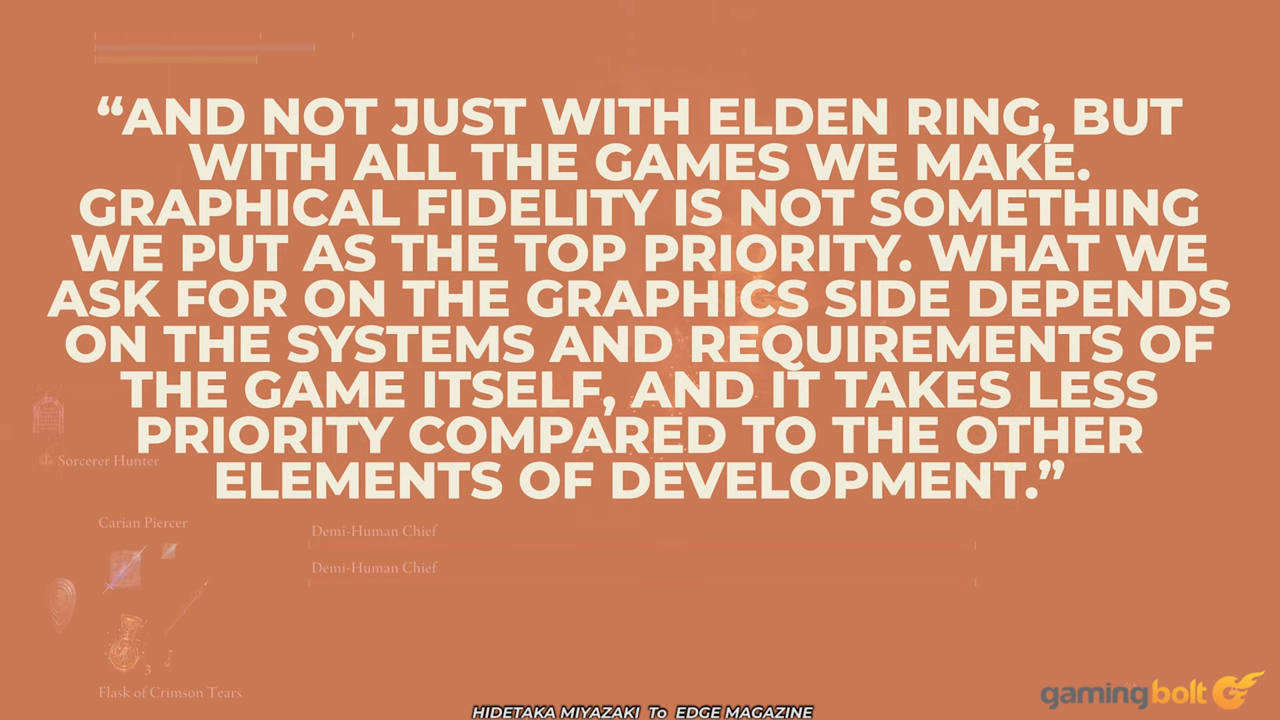 “AND NOT JUST WITH ELDEN RING, BUT
WITH ALL THE GAMES WE MAKE.
GRAPHICAL FIDELITY IS NOT SOMETHING
WE PUT AS THE TOP PRIORITY. WHAT WE
ASK FOR ON THE GRAPHICS SIDE DEPENDS
ON THE SYSTEMS AND REQUIREMENTS OF
THE GAME ITSELF, AND IT TAKES LESS
PRIORITY COMPARED TO THE OTHER
ELEMENTS OF DEVELOPMENT.”
Sorcerer Hunter
Carian Piercer
Demi-Human Chief
Demi-Human Chief
3
Flask of Crimson Tears
gamingbolt
HIDETAKA MIYAZAKI To EDGE MAGAZINE